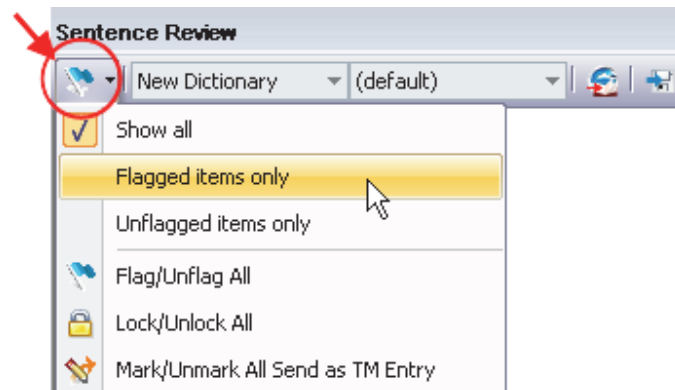 Sentence Review
New Dictionary (default)
Show all
Flagged items only
Unflagged items only
Flag/Unflag All
Lock/Unlock All
Mark/Unmark All Send as TM Entry